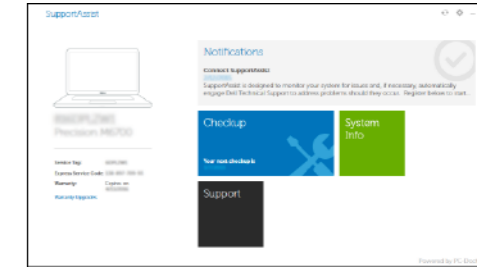 SupportAssist
Notifications
Connect SupportAssist
SupportAssist is designed to monitor your system for issues and, if necessary, automatically
engage Dell Technical Support to address problems should they occur. Register below to start.
Precision M6700
Checkup
System
Info
Your next checkup is
Service Tag:
Express Service Code:
Warranty: Expires on
Warranty Upgrades
Support
Powered by PC-Doctor